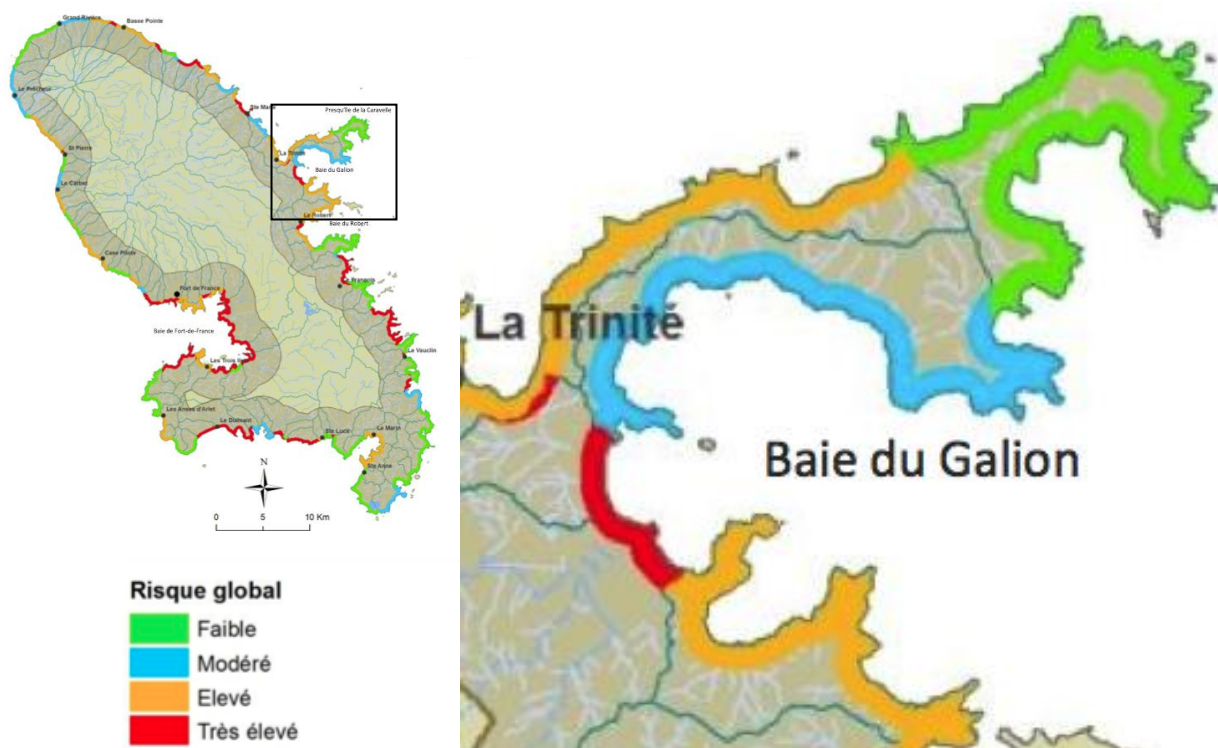 Grand Rivière
Basse Pointe
Le Prêcheur
Ste Marie
Presqu'île de la Caravelle
La Trinité
St Pierre
Baie du Galion
Le Carbet
Le Robert
Baie du Robert
Case Pilote
Le François
Fort de France
Baie de Fort-de-France
Le Vauclin
Les Trois Ilets
Les Anses d'Arlet
Le Diamant
Ste Luce
Le Marin
Ste Anne
N
0 5 10 Km
Risque global
Faible
Modéré
Elevé
Très élevé
La Trinité
Baie du Galion